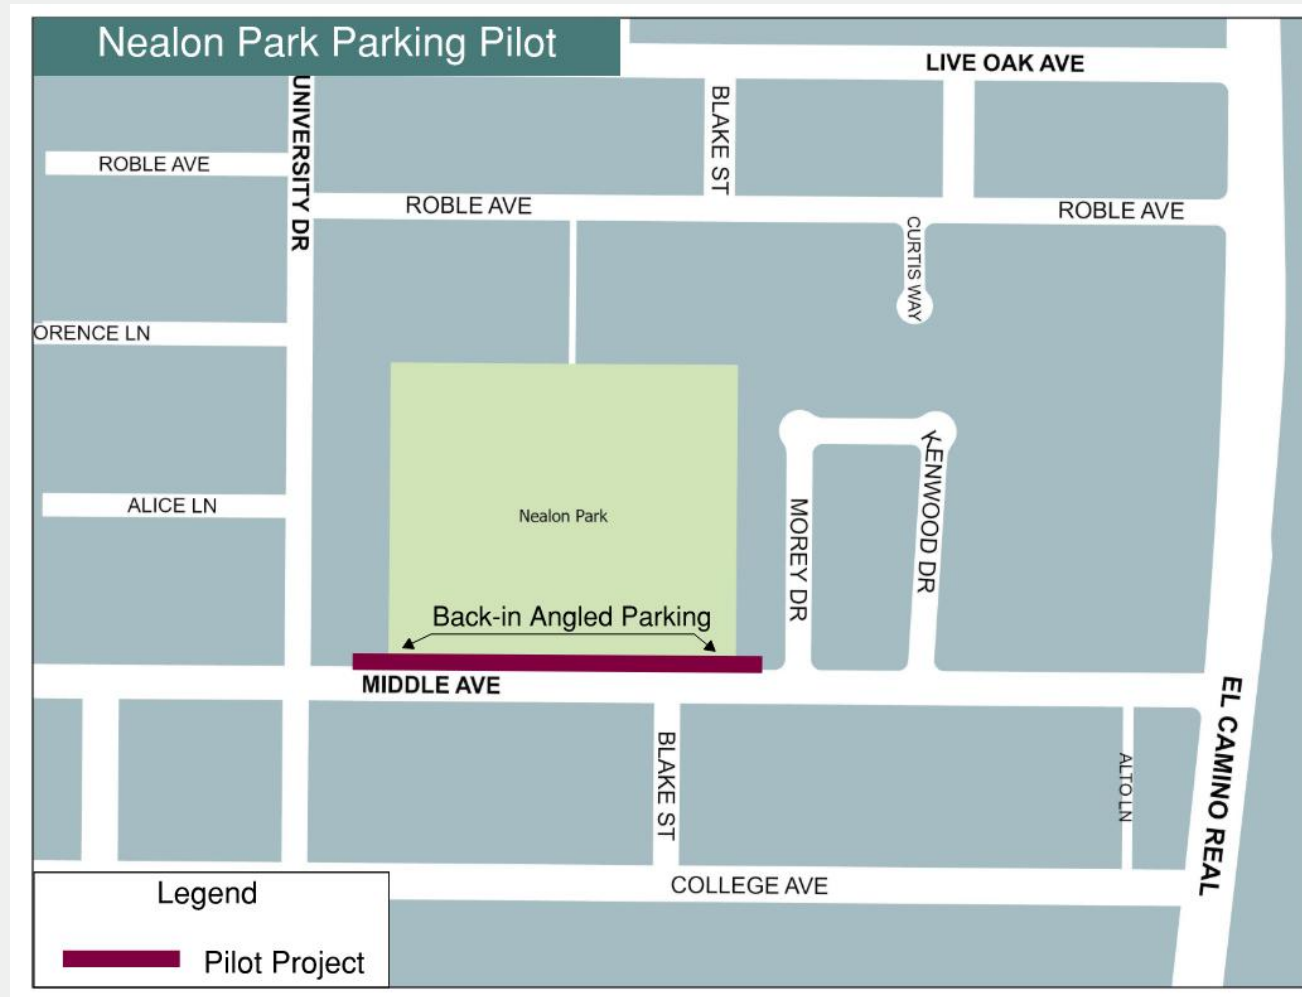 Nealon Park Parking Pilot
LIVE OAK AVE
UNIVERSITY DR
BLAKE ST
ROBLE AVE
ROBLE AVE
ROBLE AVE
CURTIS WAY
ORENCE LN
KENWOOD DR
ALICE LN
MOREY DR
Nealon Park
Back-in Angled Parking
MIDDLE AVE
EL CAMINO REAL
BLAKE ST
ALTO LN
COLLEGE AVE
Legend
Pilot Project